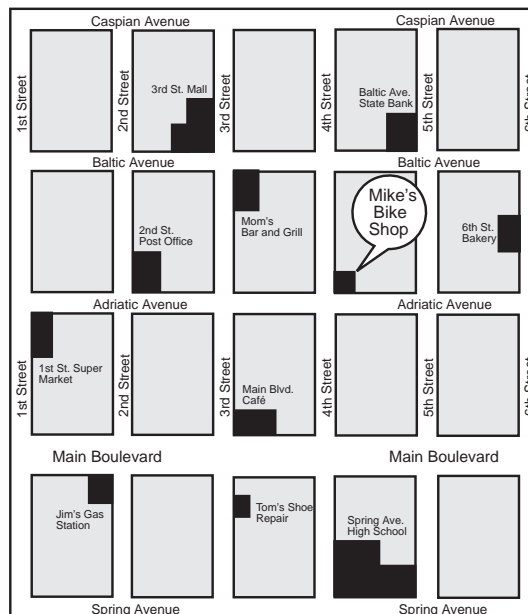 Caspian Avenue
Caspian Avenue
1st Street
2nd Street
3rd Street
4th Street
5th Street
6th Street
3rd St. Mall
Baltic Ave.
State Bank
Baltic Avenue
Baltic Avenue
2nd St.
Post Office
Mom's
Bar and Grill
Mike's
Bike
Shop
6th St.
Bakery
Adriatic Avenue
Adriatic Avenue
1st Street
2nd Street
3rd Street
4th Street
5th Street
6th Street
1st St. Super
Market
Main Blvd.
Café
Main Boulevard
Main Boulevard
Jim's Gas
Station
Tom's Shoe
Repair
Spring Ave.
High School
Spring Avenue
Spring Avenue